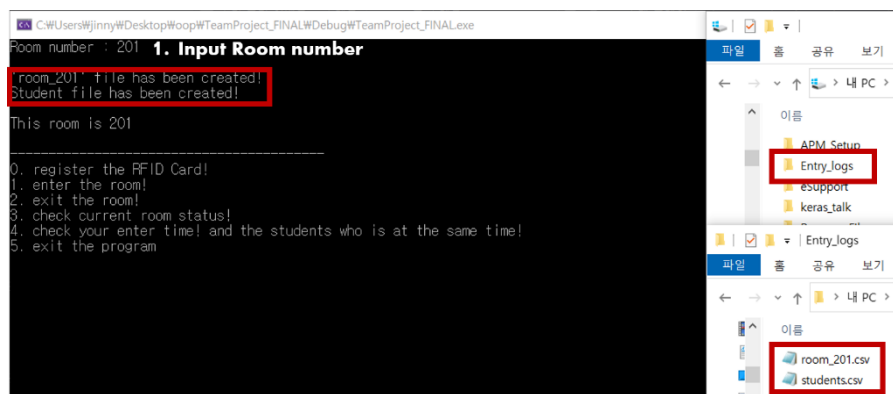 C:₩Users₩jinny₩Desktop₩oop₩TeamProject_FINAL₩Debug₩TeamProject_FINAL.exe
Room number : 201 1. Input Room number
'room_201' file has been created!
Student file has been created!
This room is 201
----------------------------------------
0. register the RFID Card!
1. enter the room!
2. exit the room!
3. check current room status!
4. check your enter time! and the students who is at the same time!
5. exit the program
파일 홈 공유 보기
> 내 PC >
이름
APM_Setup
Entry_logs
eSupport
keras_talk
Entry_logs
파일 홈 공유 보기
> 내 PC >
이름
room_201.csv
students.csv